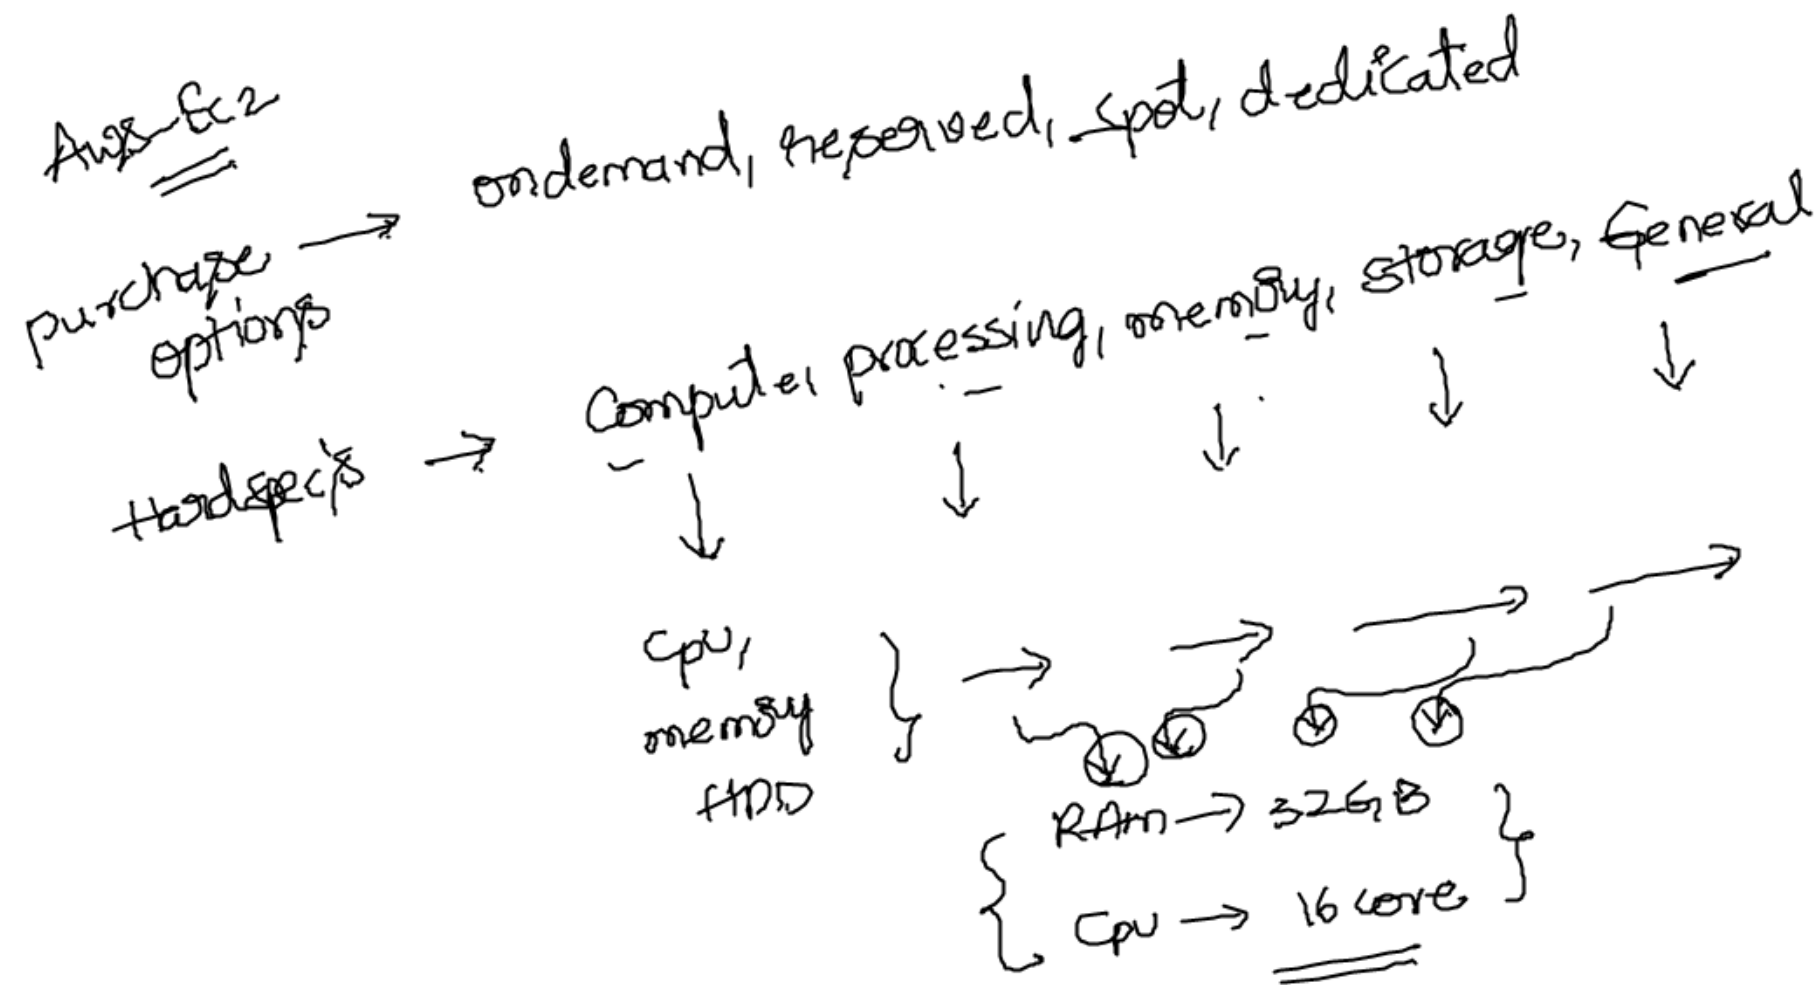 Aws-Ec2
ondemand, reserved, spot, dedicated
purchase
options
Compute, processing, memory, storage, General
Hardspec's
Cpu,
memory
HDD
RAm → 32GB
Cpu → 16 core